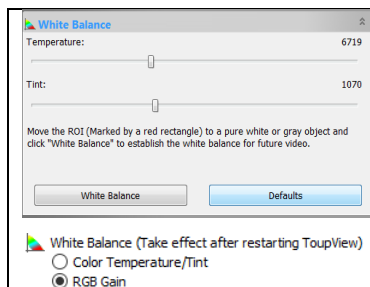 White Balance
Temperature: 6719
Tint: 1070
Move the ROI (Marked by a red rectangle) to a pure white or gray object and
click "White Balance" to establish the white balance for future video.
White Balance Defaults
White Balance (Take effect after restarting ToupView)
Color Temperature/Tint
RGB Gain